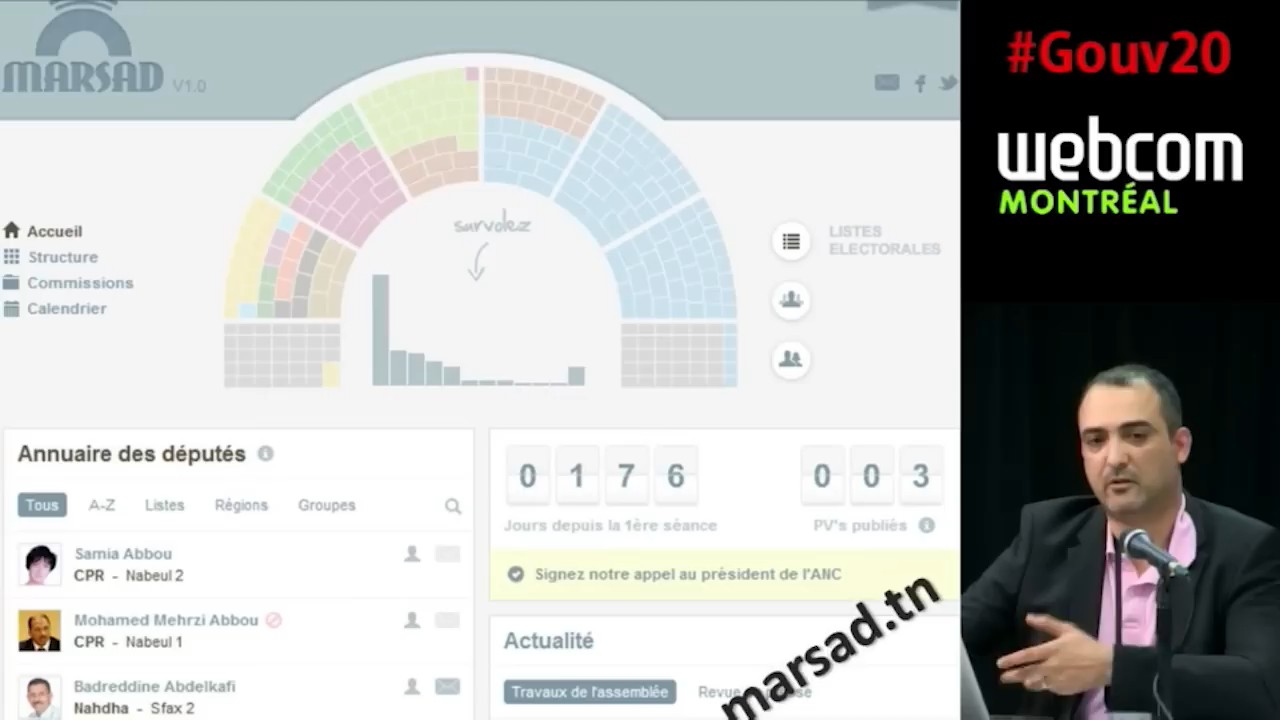 MARSAD V1.0
Accueil
Structure
Commissions
Calendrier
survolez
LISTES
ELECTORALES
Annuaire des députés
Tous A-Z Listes Régions Groupes
Samia Abbou
CPR - Nabeul 2
Mohamed Mehrzi Abbou
CPR - Nabeul 1
Badreddine Abdelkafi
Nahdha - Sfax 2
0 1 7 6
Jours depuis la 1ère séance
0 0 3
PV's publiés
Signez notre appel au président de l'ANC
Actualité
Travaux de l'assemblée Revue
marsad.tn
#Gouv20
webcom
MONTRÉAL